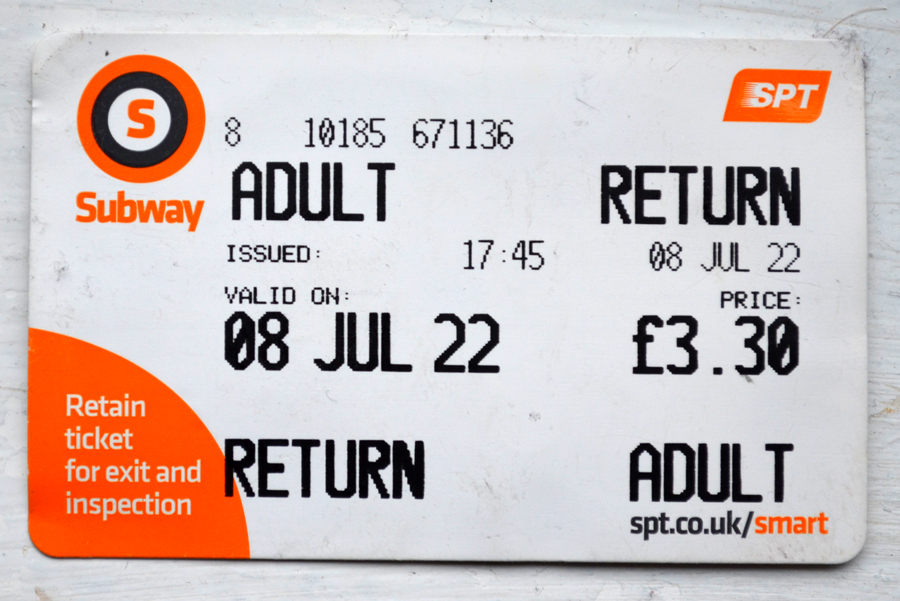 S
Subway
SPT
8 10185 671136
ADULT RETURN
ISSUED: 17:45 08 JUL 22
VALID ON: PRICE:
08 JUL 22 £3.30
Retain
ticket
for exit and
inspection
RETURN ADULT
spt.co.uk/smart